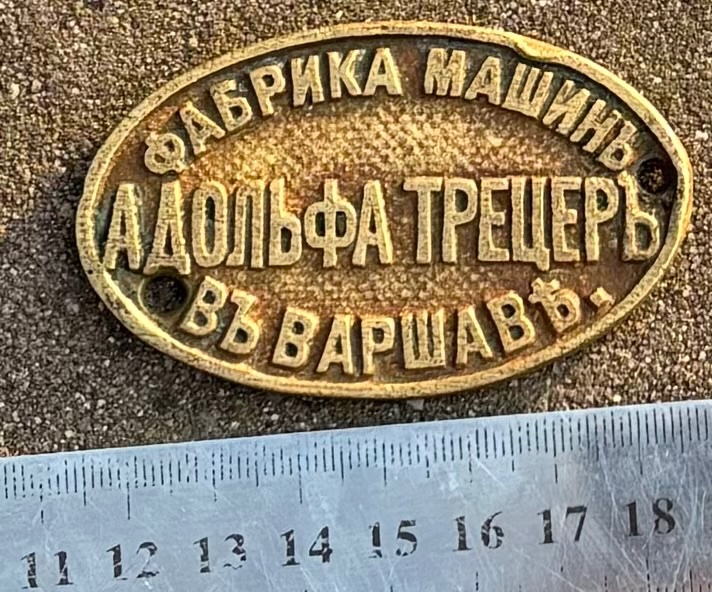 ФАБРИКА МАШИНЪ
АДОЛЬФА ТРЕЦЕРЪ
ВЪ ВАРШАВѢ.
11 12 13 14 15 16 17 18